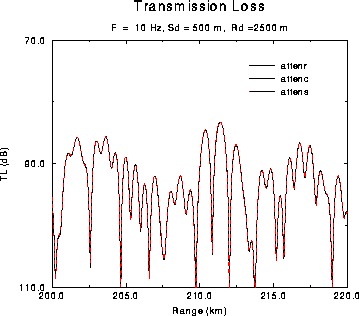 Transmission Loss
F = 10 Hz, Sd = 500 m, Rd =2500 m
70.0
attenr
attenc
attens
TL (dB)
90.0
110.0
200.0 205.0 210.0 215.0 220.0
Range (km)